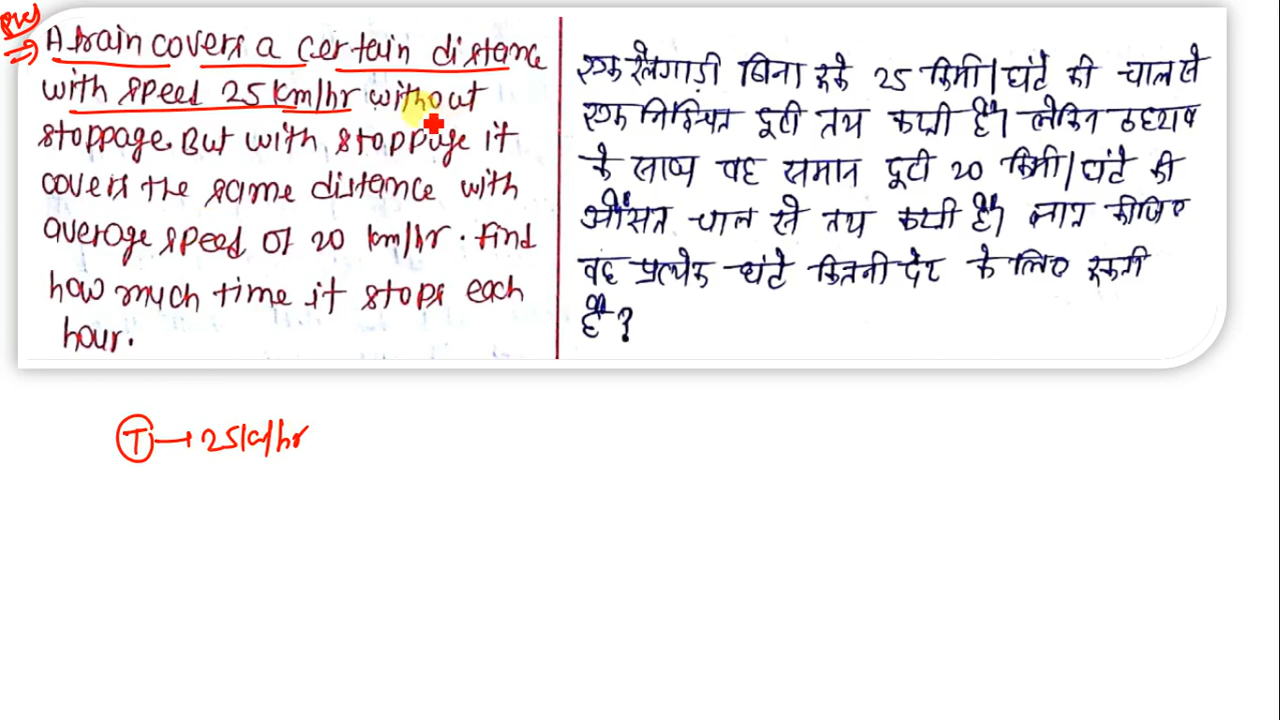 Que
A train covers a certain distance
with speed 25 km/hr without
stoppage. But with stoppage it
covers the same distance with
average speed of 20 km/hr. find
how much time it stops each
hour.
एक रेलगाड़ी बिना रुके 25 किमी/घंटे की चाल से
एक निश्चित दूरी तय करती है। लेकिन ठहराव
के साथ वह समान दूरी 20 किमी/घंटे की
औसत चाल से तय करती है। ज्ञात कीजिए
वह प्रत्येक घंटे कितनी देर के लिए रुकती
है?
T → 25 km/hr